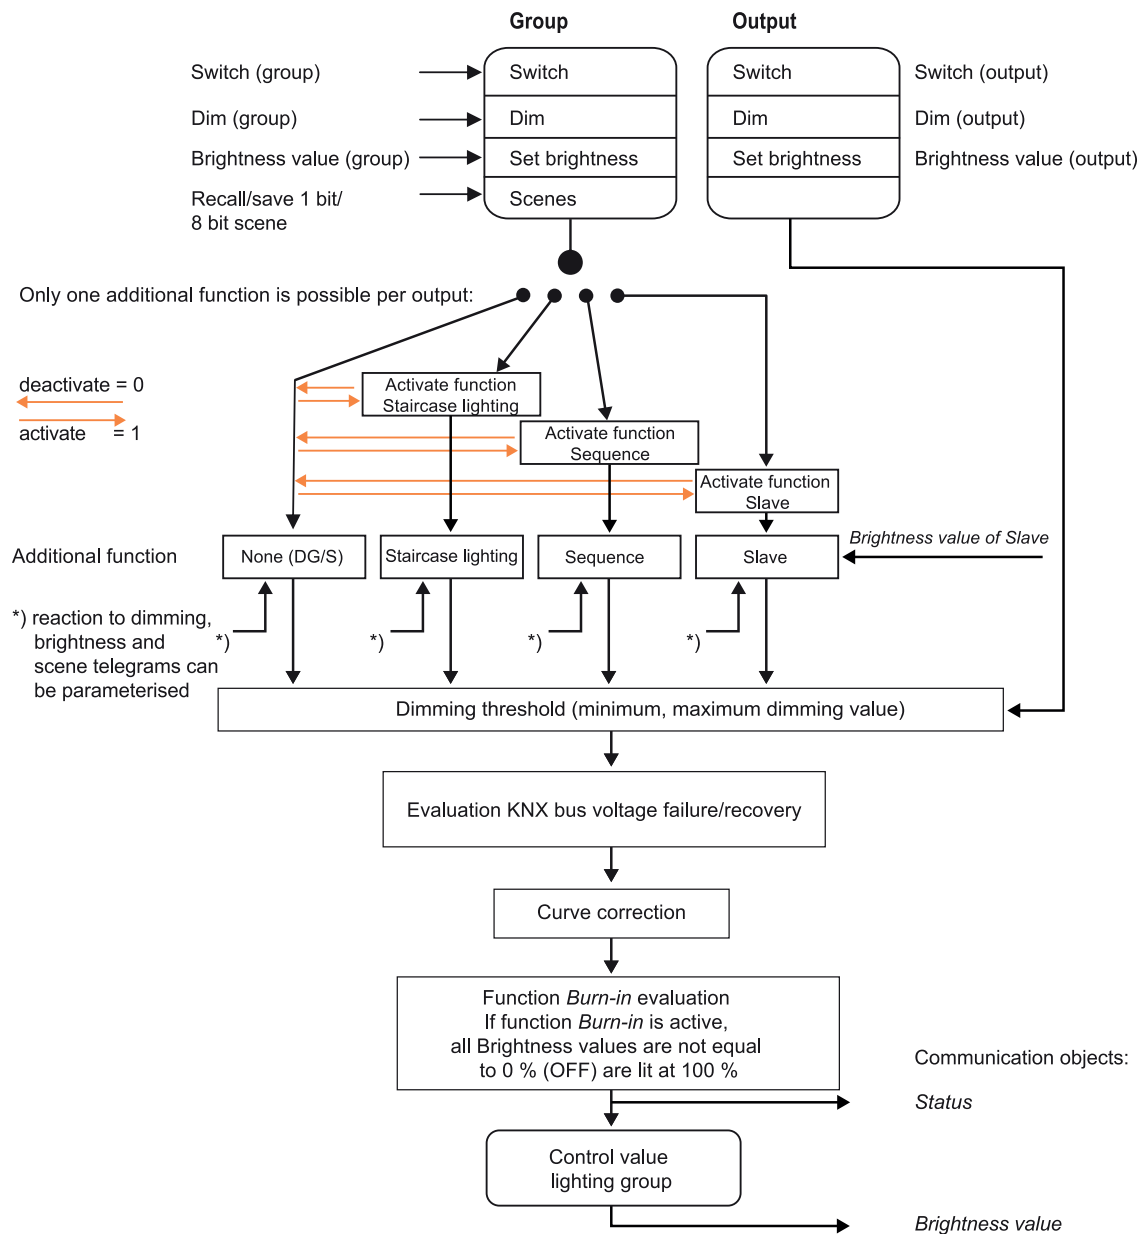 Group
Output
Switch (group)
Switch
Switch
Switch (output)
Dim (group)
Dim
Dim
Dim (output)
Brightness value (group)
Set brightness
Set brightness
Brightness value (output)
Recall/save 1 bit/
8 bit scene
Scenes
Only one additional function is possible per output:
deactivate = 0
activate = 1
Activate function
Staircase lighting
Activate function
Sequence
Activate function
Slave
Additional function
None (DG/S)
Staircase lighting
Sequence
Slave
Brightness value of Slave
*) reaction to dimming,
brightness and
scene telegrams can
be parameterised
*)
*)
*)
*)
Dimming threshold (minimum, maximum dimming value)
Evaluation KNX bus voltage failure/recovery
Curve correction
Function Burn-in evaluation
If function Burn-in is active,
all Brightness values are not equal
to 0 % (OFF) are lit at 100 %
Communication objects:
Status
Control value
lighting group
Brightness value